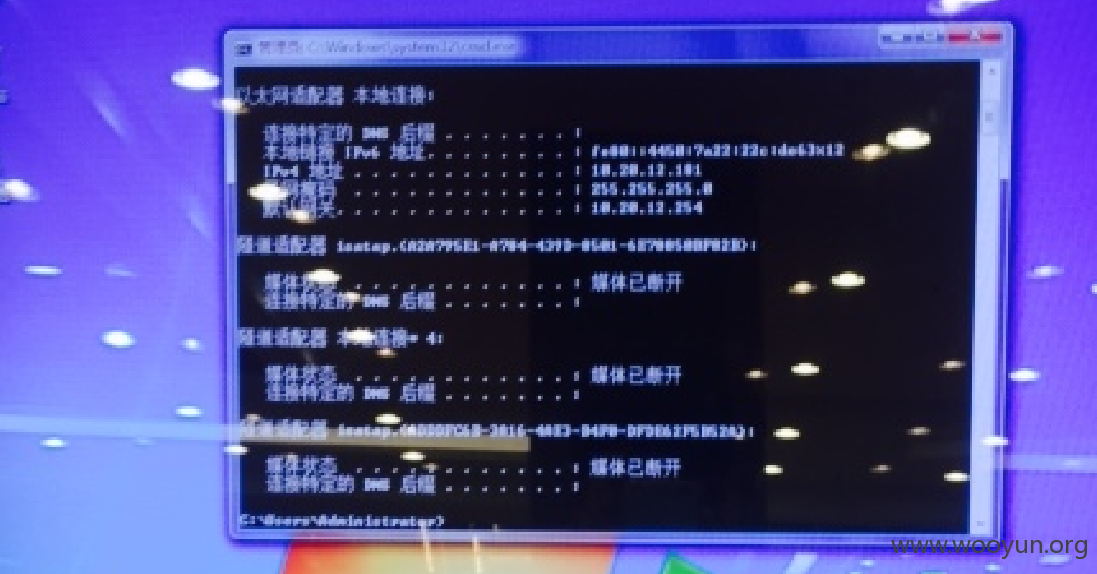 管理员: C:\Windows\system32\cmd.exe
以太网适配器 本地连接:
连接特定的 DNS 后缀 . . . . . . . :
本地链接 IPv6 地址. . . . . . . . :
IPv4 地址 . . . . . . . . . . . . : 10.20.12.101
子网掩码 . . . . . . . . . . . . : 255.255.255.0
默认网关. . . . . . . . . . . . . : 10.20.12.254
隧道适配器
媒体状态 . . . . . . . . . . . . : 媒体已断开
连接特定的 DNS 后缀 . . . . . . . :
隧道适配器 本地连接* 4:
媒体状态 . . . . . . . . . . . . : 媒体已断开
连接特定的 DNS 后缀 . . . . . . . :
隧道适配器
媒体状态 . . . . . . . . . . . . : 媒体已断开
连接特定的 DNS 后缀 . . . . . . . :
C:\Users\Administrator>
www.wooyun.org